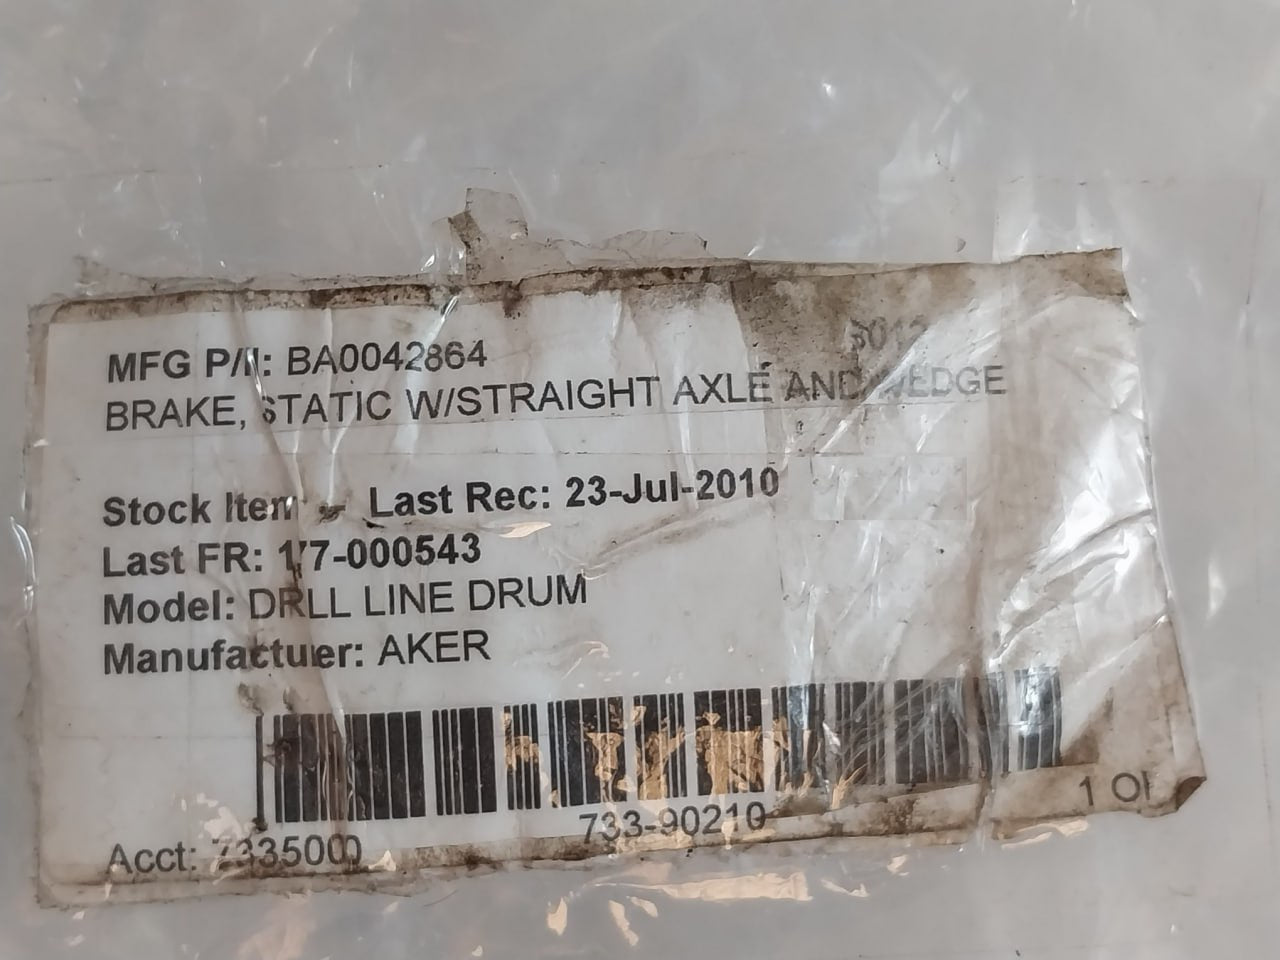 MFG P/N: BA0042864
BRAKE, STATIC W/STRAIGHT AXLE AND WEDGE
Stock Item Last Rec: 23-Jul-2010
Last FR: 177-000543
Model: DRLL LINE DRUM
Manufactuer: AKER
733-90210
1 OF
Acct: 7335000